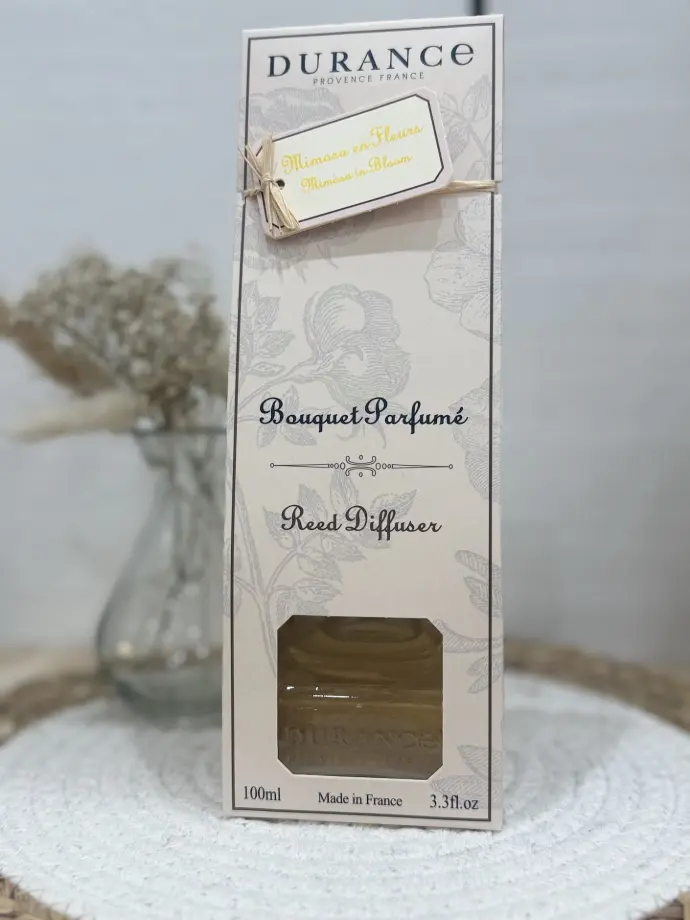 DURANCE
PROVENCE FRANCE
Mimosa en Fleurs
Mimosa in Bloom
Bouquet Parfumé
Reed Diffuser
DURANCE
100ml Made in France 3.3fl.oz